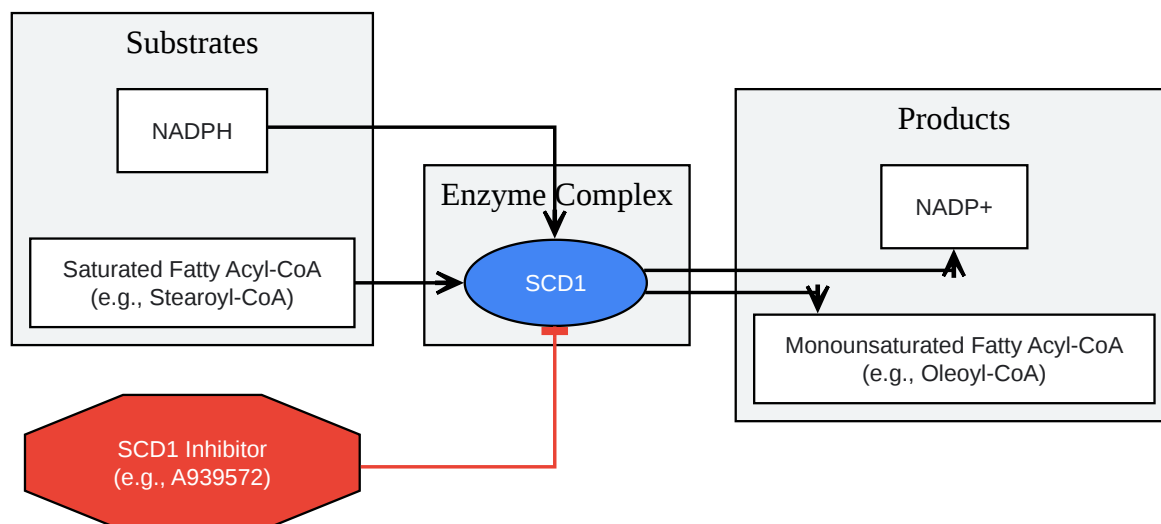 Substrates
NADPH
Saturated Fatty Acyl-CoA
(e.g., Stearoyl-CoA)
Enzyme Complex
SCD1
Products
NADP+
Monounsaturated Fatty Acyl-CoA
(e.g., Oleoyl-CoA)
SCD1 Inhibitor
(e.g., A939572)